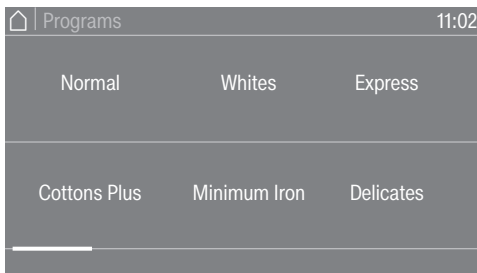 Programs 11:02
Normal Whites Express
Cottons Plus Minimum Iron Delicates